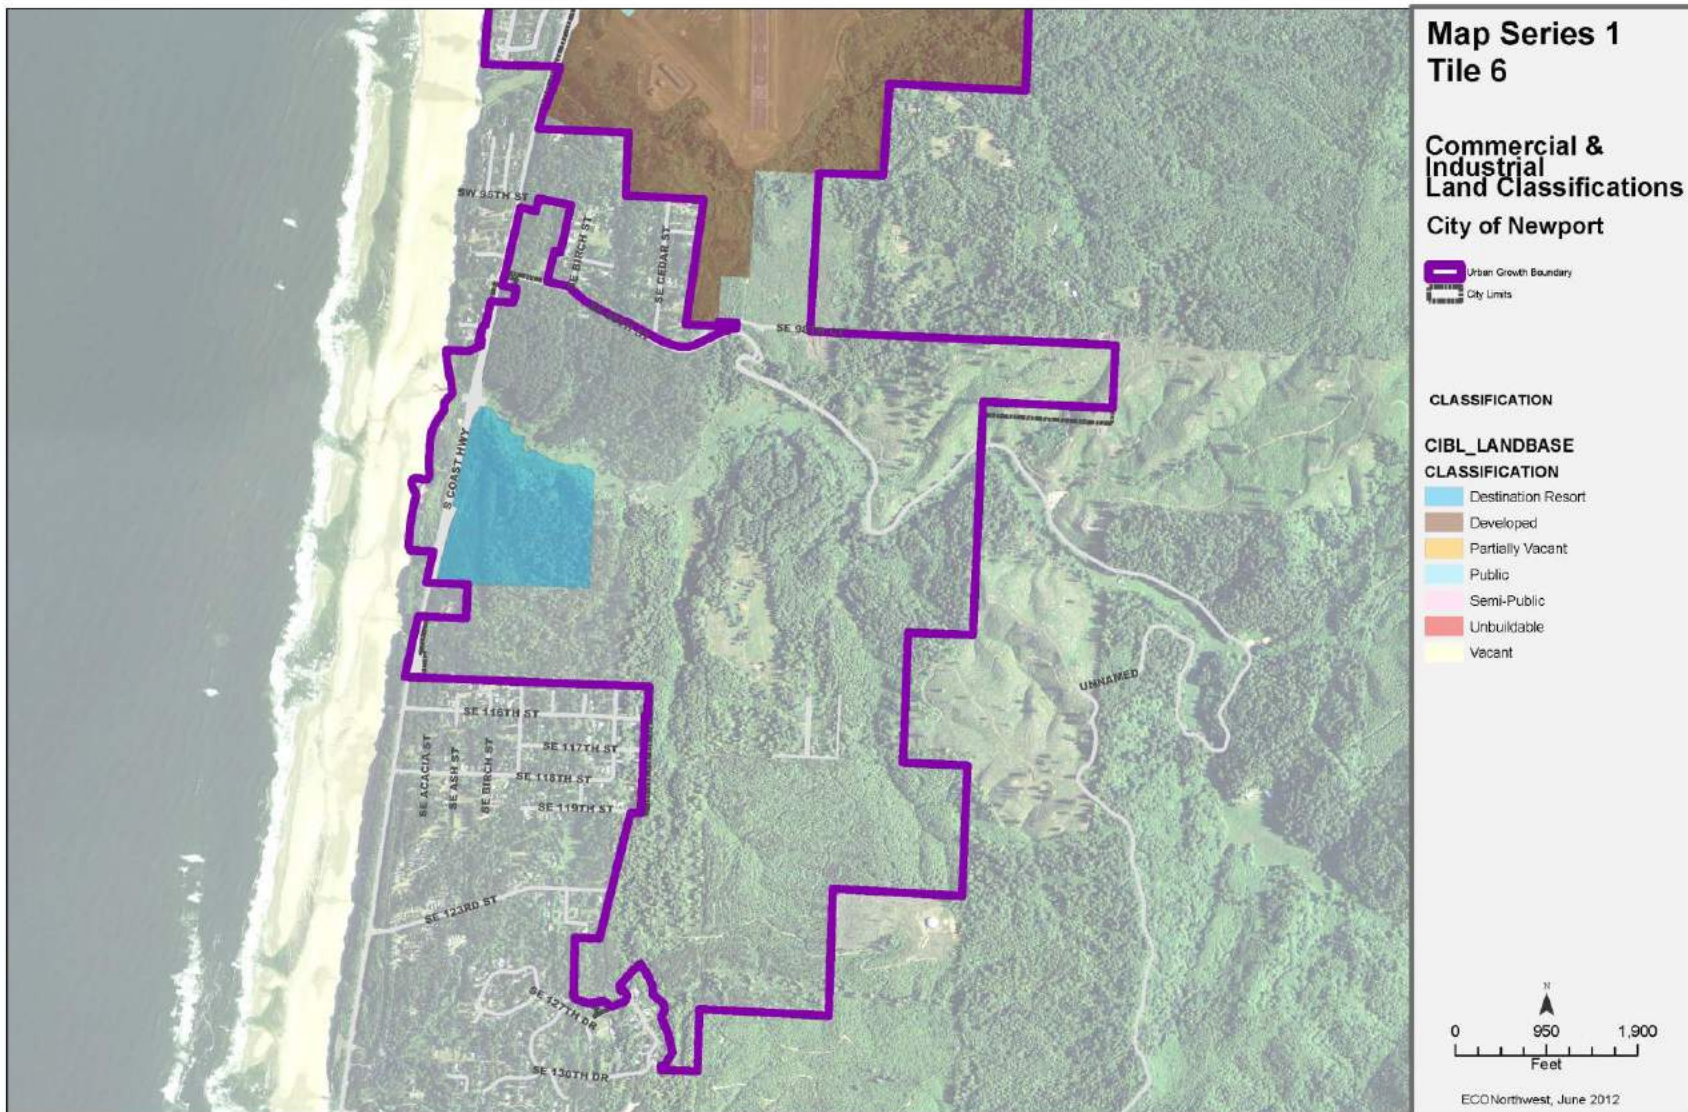 Map Series 1
Tile 6
Commercial &
Industrial
Land Classifications
City of Newport
Urban Growth Boundary
City Limits
CLASSIFICATION
CIBL_LANDBASE
CLASSIFICATION
Destination Resort
Developed
Partially Vacant
Public
Semi-Public
Unbuildable
Vacant
N
0 950 1,900
Feet
ECONorthwest, June 2012
SW 95TH ST
SE BIRCH ST
SE CEDAR ST
S COAST HWY
UNNAMED
SE 116TH ST
SE 117TH ST
SE 118TH ST
SE 119TH ST
SE ACACIA ST
SE ASH ST
SE BIRCH ST
SE 123RD ST
SE 127TH DR
SE 130TH DR